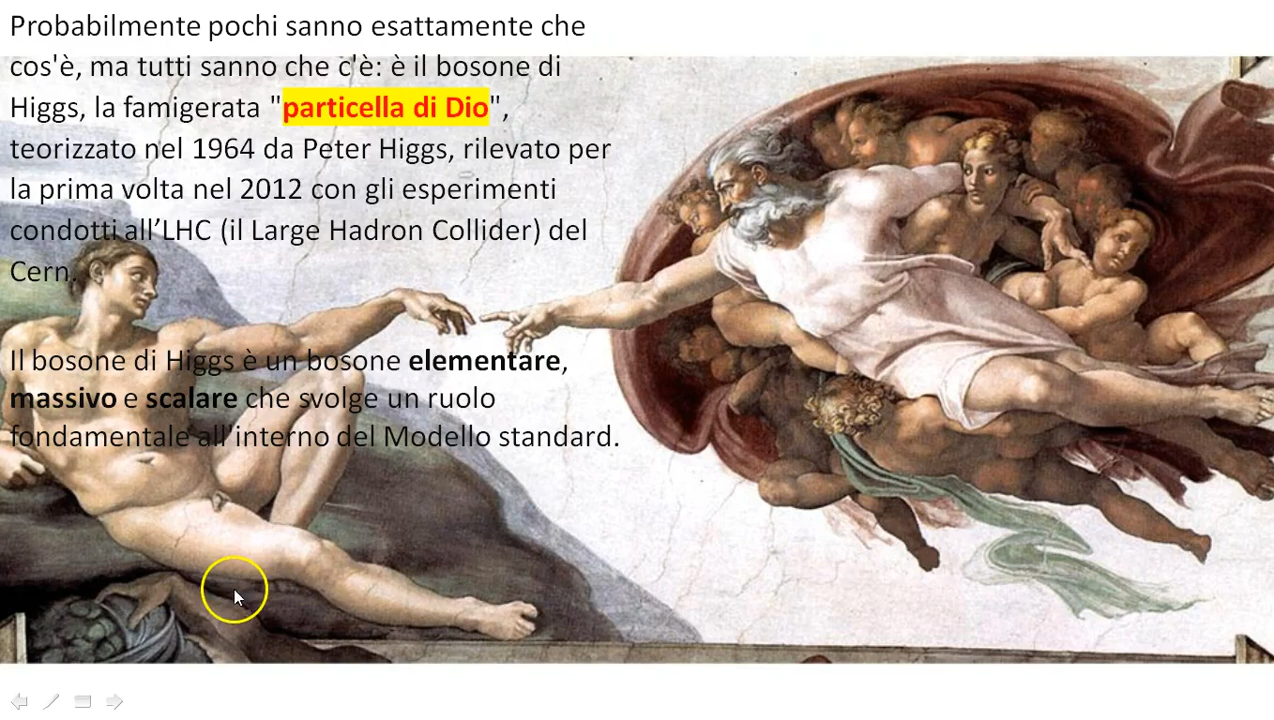 Probabilmente pochi sanno esattamente che
cos'è, ma tutti sanno che c'è: è il bosone di
Higgs, la famigerata "particella di Dio",
teorizzato nel 1964 da Peter Higgs, rilevato per
la prima volta nel 2012 con gli esperimenti
condotti all’LHC (il Large Hadron Collider) del
Cern.
Il bosone di Higgs è un bosone elementare,
massivo e scalare che svolge un ruolo
fondamentale all'interno del Modello standard.